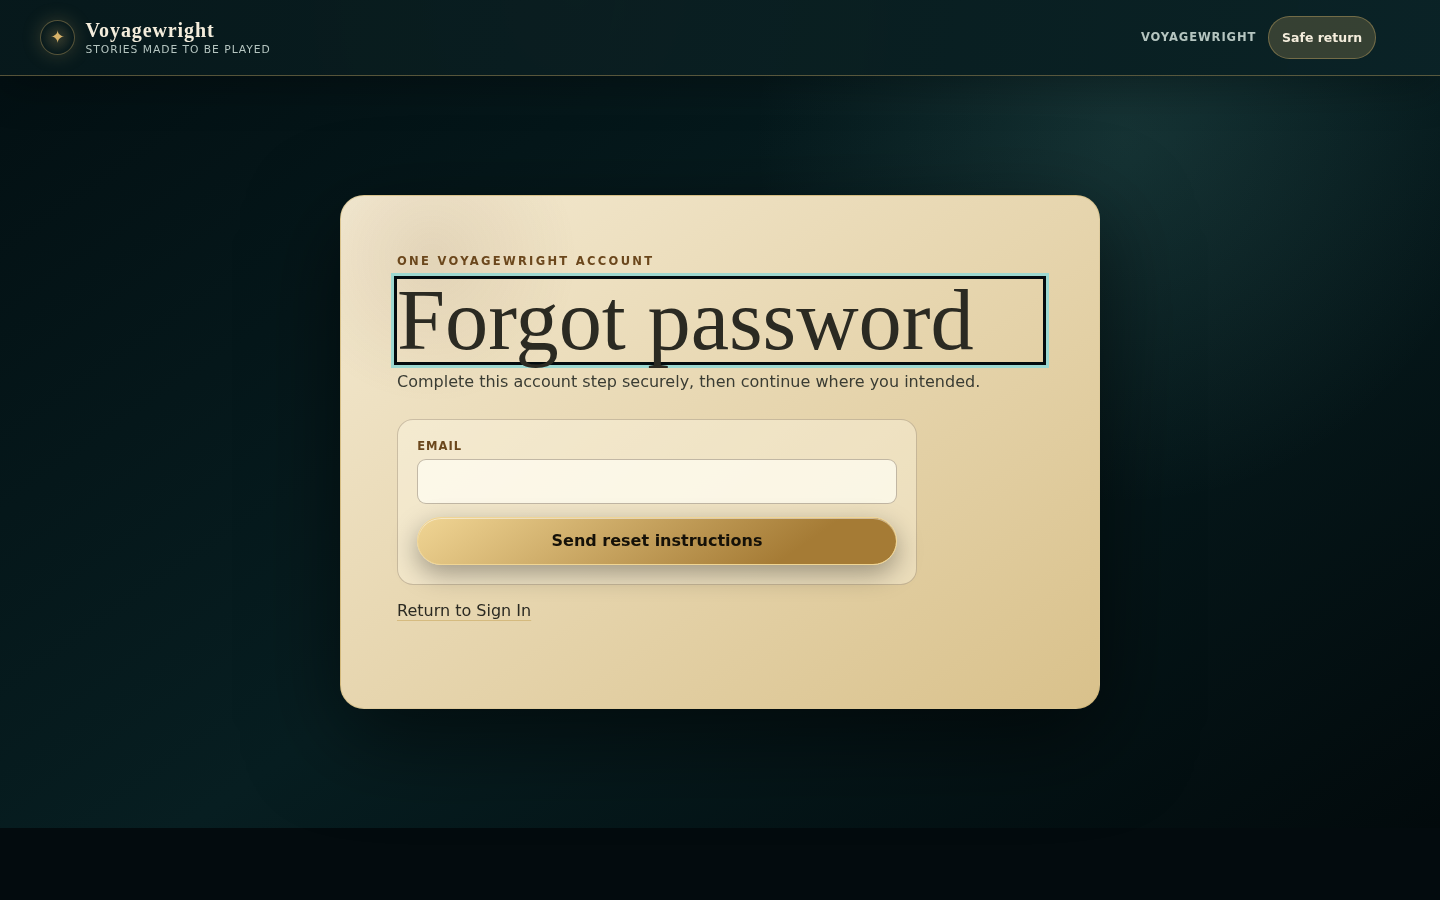 Voyagewright
STORIES MADE TO BE PLAYED
VOYAGEWRIGHT
Safe return
ONE VOYAGEWRIGHT ACCOUNT
Forgot password
Complete this account step securely, then continue where you intended.
EMAIL
Send reset instructions
Return to Sign In